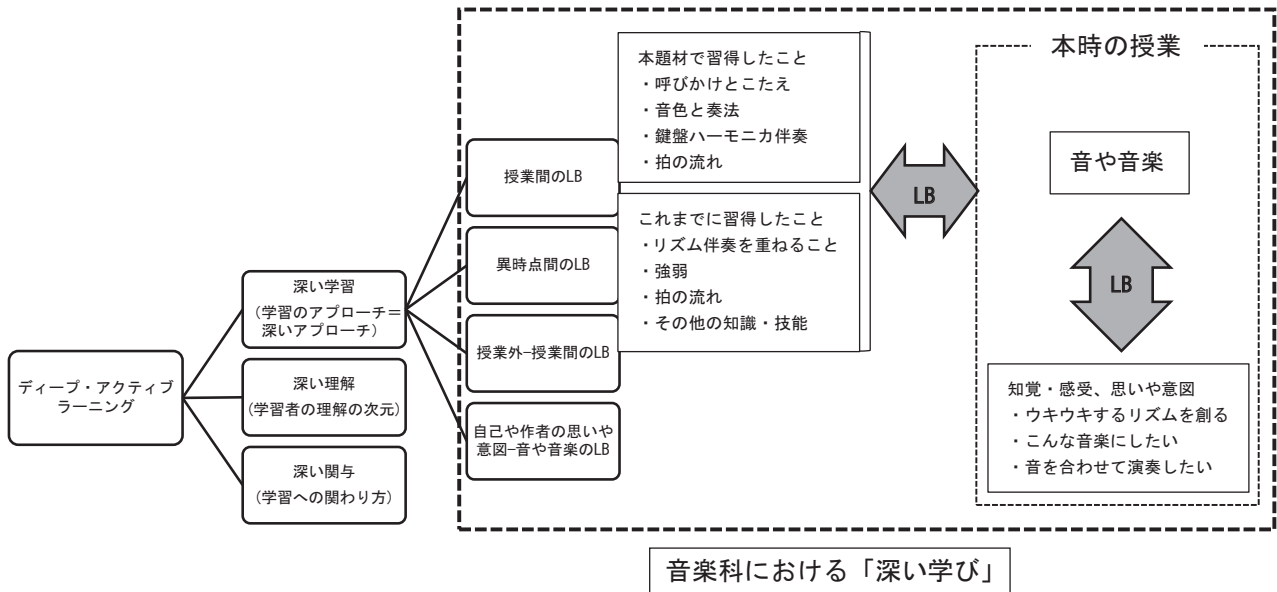 ディープ・アクティブ
ラーニング
深い学習
(学習のアプローチ＝
深いアプローチ)
深い理解
(学習者の理解の次元)
深い関与
(学習への関わり方)
授業間のLB
異時点間のLB
授業外−授業間のLB
自己や作者の思いや
意図−音や音楽のLB
本題材で習得したこと
・呼びかけとこたえ
・音色と奏法
・鍵盤ハーモニカ伴奏
・拍の流れ
これまでに習得したこと
・リズム伴奏を重ねること
・強弱
・拍の流れ
・その他の知識・技能
LB
本時の授業
音や音楽
LB
知覚・感受、思いや意図
・ウキウキするリズムを創る
・こんな音楽にしたい
・音を合わせて演奏したい
音楽科における「深い学び」